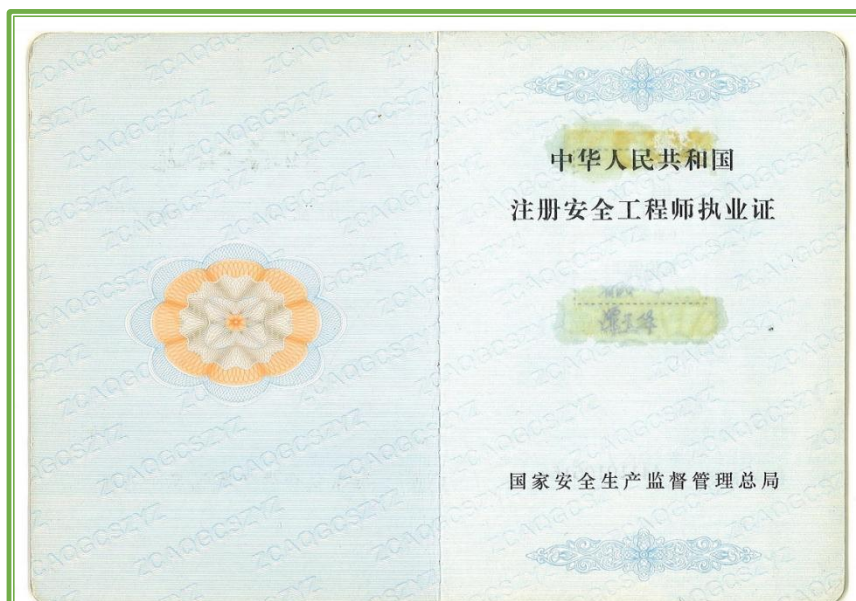 中华人民共和国
注册安全工程师执业证
国家安全生产监督管理总局